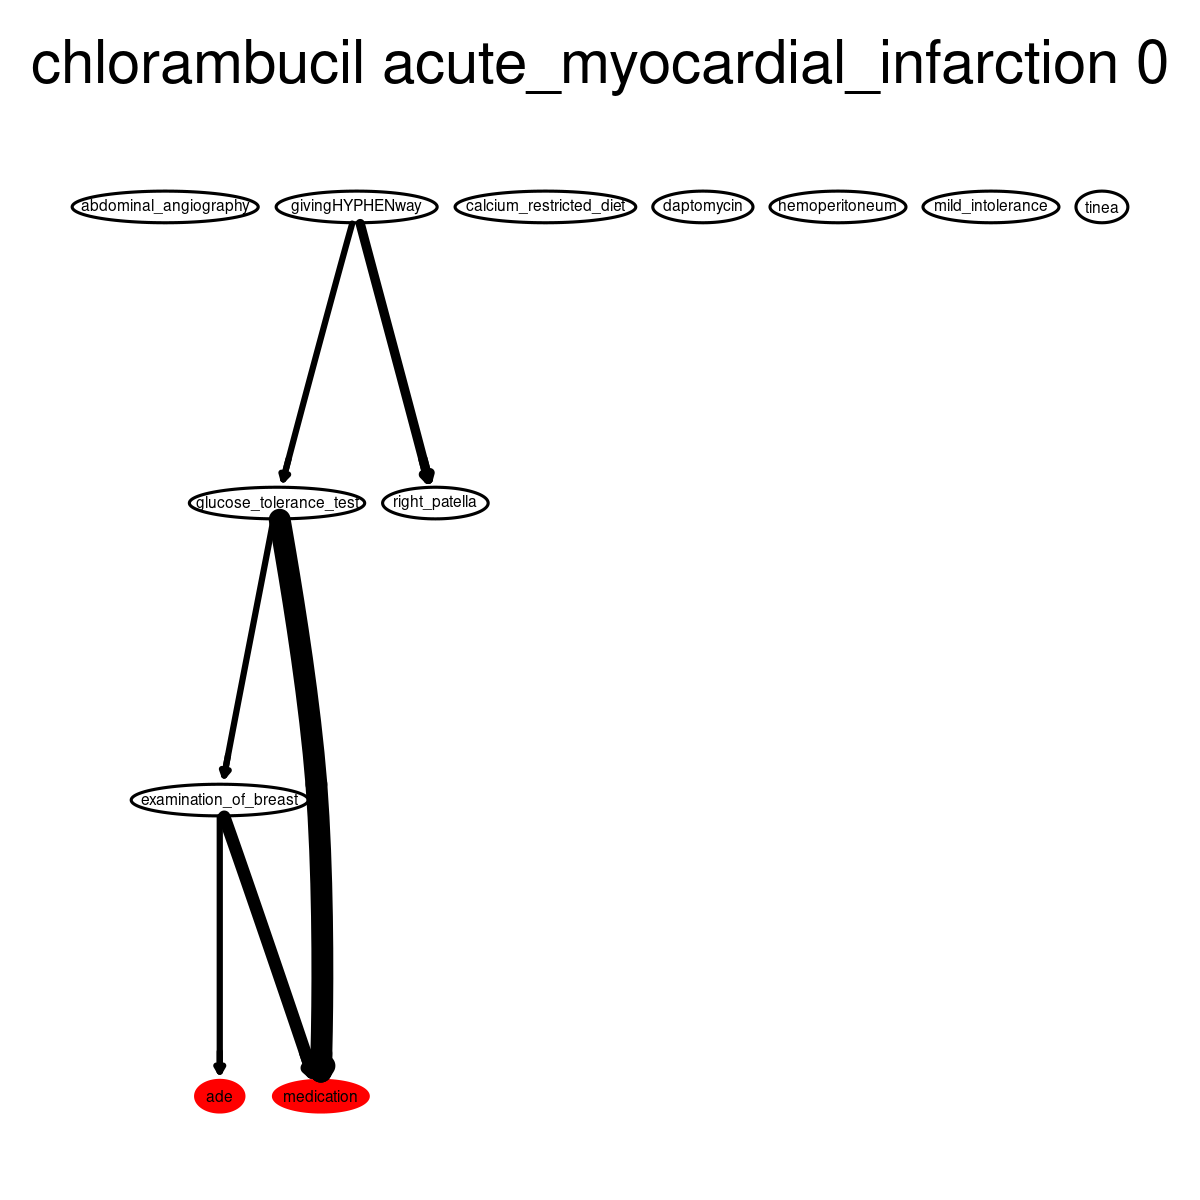 chlorambucil acute_myocardial_infarction 0
abdominal_angiography givingHYPHENway calcium_restricted_diet daptomycin hemoperitoneum mild_intolerance tinea
glucose_tolerance_test right_patella
examination_of_breast
ade medication